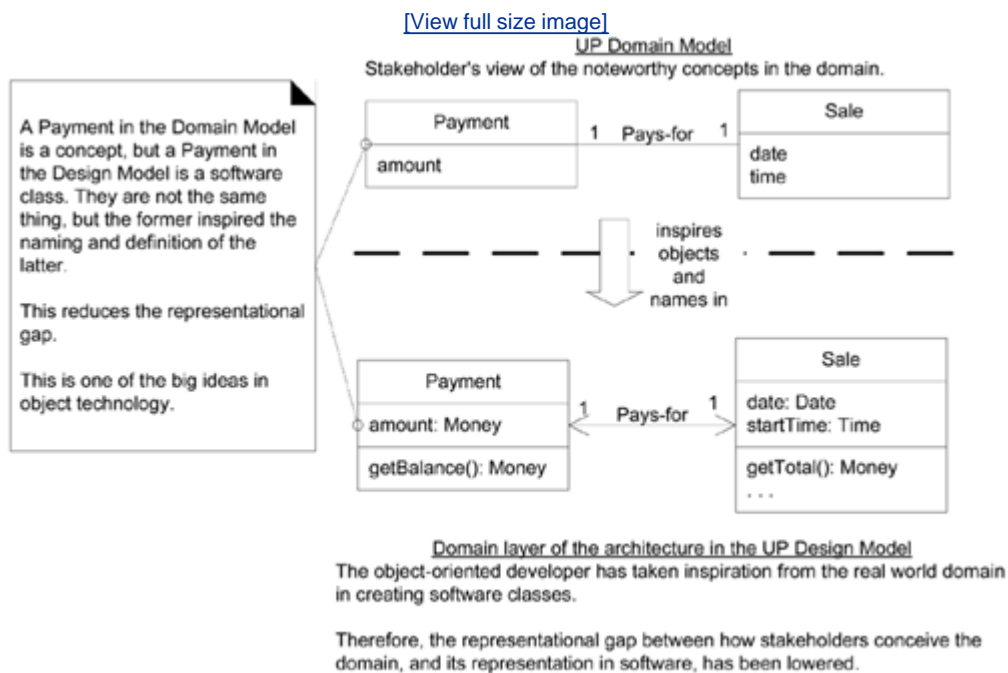 [View full size image]
UP Domain Model
Stakeholder's view of the noteworthy concepts in the domain.
A Payment in the Domain Model
is a concept, but a Payment in
the Design Model is a software
class. They are not the same
thing, but the former inspired the
naming and definition of the
latter.
This reduces the representational
gap.
This is one of the big ideas in
object technology.
Payment
amount
1 Pays-for 1
Sale
date
time
inspires
objects
and
names in
Payment
amount: Money
getBalance(): Money
1 Pays-for 1
Sale
date: Date
startTime: Time
getTotal(): Money
. . .
Domain layer of the architecture in the UP Design Model
The object-oriented developer has taken inspiration from the real world domain
in creating software classes.
Therefore, the representational gap between how stakeholders conceive the
domain, and its representation in software, has been lowered.